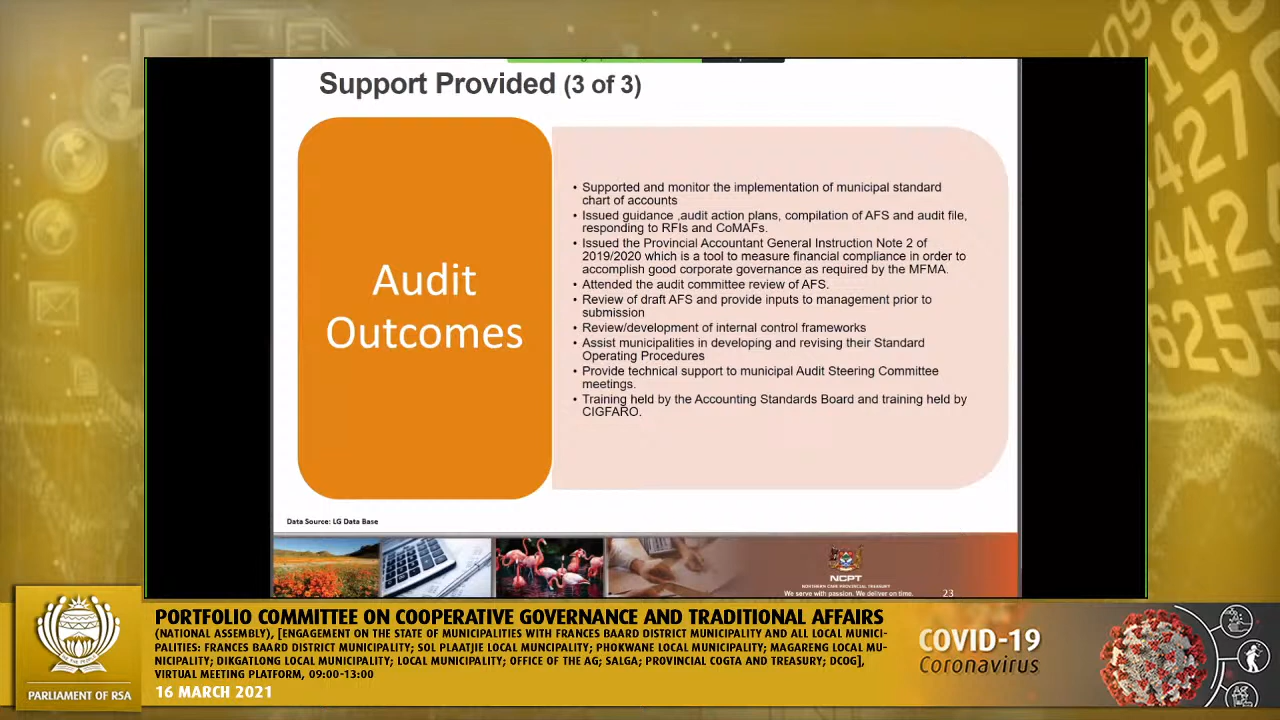 Support Provided (3 of 3)
Audit
Outcomes
• Supported and monitor the implementation of municipal standard
chart of accounts
• Issued guidance ,audit action plans, compilation of AFS and audit file,
responding to RFIs and CoMAFs.
• Issued the Provincial Accountant General Instruction Note 2 of
2019/2020 which is a tool to measure financial compliance in order to
accomplish good corporate governance as required by the MFMA.
• Attended the audit committee review of AFS.
• Review of draft AFS and provide inputs to management prior to
submission
• Review/development of internal control frameworks
• Assist municipalities in developing and revising their Standard
Operating Procedures
• Provide technical support to municipal Audit Steering Committee
meetings.
• Training held by the Accounting Standards Board and training held by
CIGFARO.
Data Source: LG Data Base
NCPT
NORTHERN CAPE PROVINCIAL TREASURY
We serve with passion. We deliver on time.
23
PORTFOLIO COMMITTEE ON COOPERATIVE GOVERNANCE AND TRADITIONAL AFFAIRS
(NATIONAL ASSEMBLY), [ENGAGEMENT ON THE STATE OF MUNICIPALITIES WITH FRANCES BAARD DISTRICT MUNICIPALITY AND ALL LOCAL MUNICI-
PALITIES: FRANCES BAARD DISTRICT MUNICIPALITY; SOL PLAATJIE LOCAL MUNCIPALITY; PHOKWANE LOCAL MUNICIPALITY; MAGARENG LOCAL MU-
NICIPALITY; DIKGATLONG LOCAL MUNICIPALITY; LOCAL MUNICIPALITY; OFFICE OF THE AG; SALGA; PROVINCIAL COGTA AND TREASURY; DCOG],
VIRTUAL MEETING PLATFORM, 09:00-13:00
16 MARCH 2021
PARLIAMENT OF RSA
COVID-19
Coronavirus